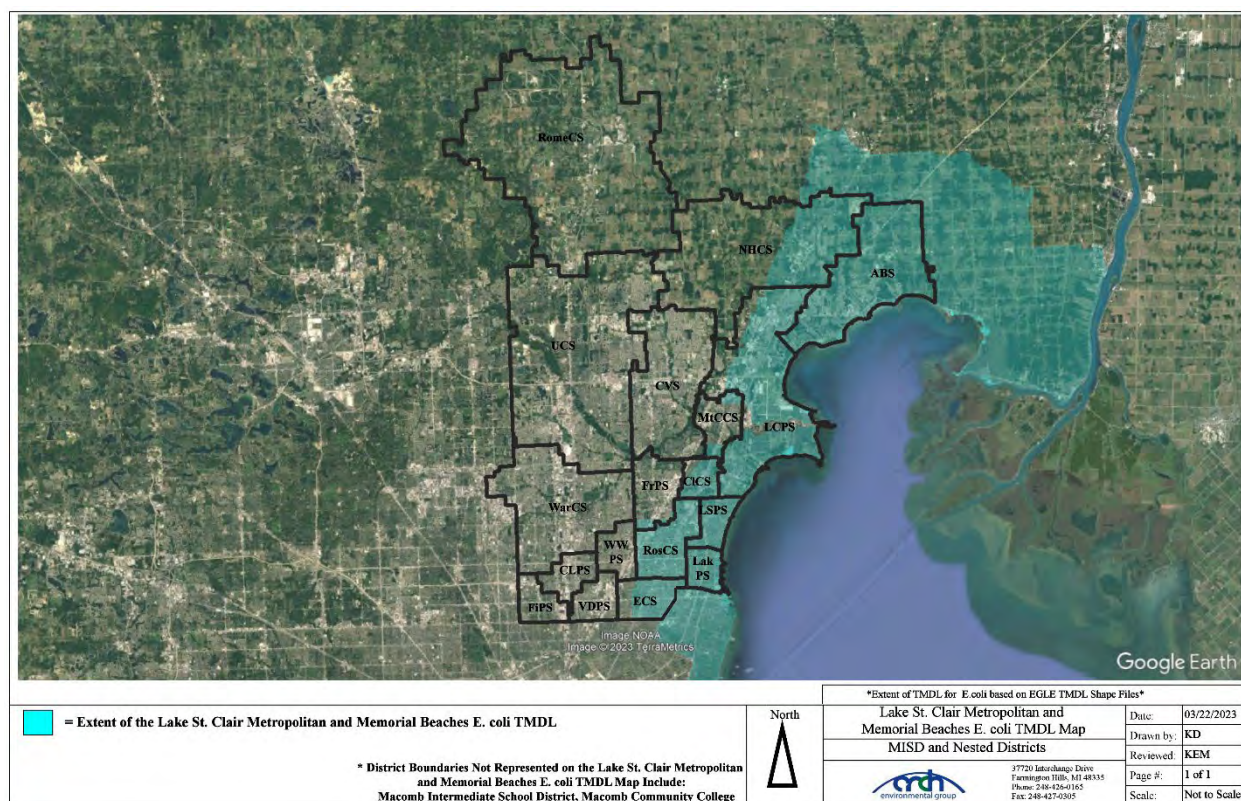 RomeCS
NHCS
ABS
UCS
CVS
MtCCS
LCPS
FrPS
ClCS
WarCS
LSPS
WW
PS
RosCS
Lak
PS
CLPS
FiPS
VDPS
ECS
Image NOAA
Image © 2023 TerraMetrics
Google Earth
*Extent of TMDL for E.coli based on EGLE TMDL Shape Files*
= Extent of the Lake St. Clair Metropolitan and Memorial Beaches E. coli TMDL
* District Boundaries Not Represented on the Lake St. Clair Metropolitan
and Memorial Beaches E. coli TMDL Map Include:
Macomb Intermediate School District, Macomb Community College
North
Lake St. Clair Metropolitan and
Memorial Beaches E. coli TMDL Map
MISD and Nested Districts
arch
environmental group
37720 Interchange Drive
Farmington Hills, MI 48335
Phone: 248-426-0165
Fax: 248-427-0305
Date: 03/22/2023
Drawn by: KD
Reviewed: KEM
Page #: 1 of 1
Scale: Not to Scale